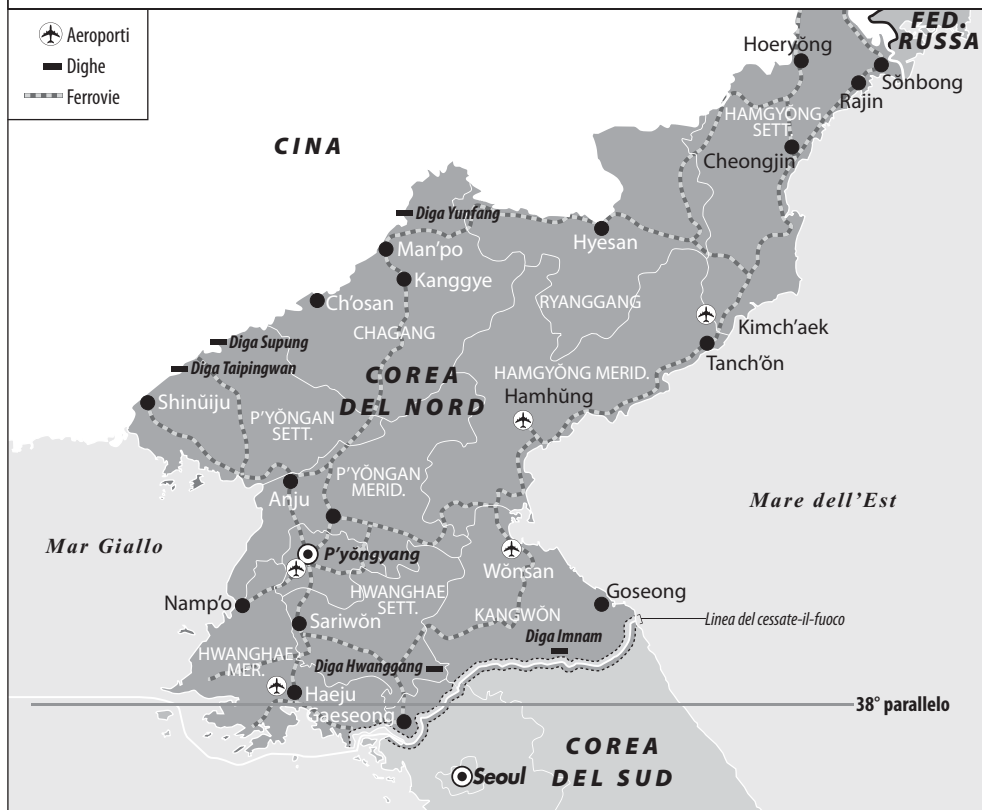 Aeroporti
Dighe
Ferrovie
FED.
RUSSA
Hoeryŏng
Sŏnbong
Rajin
HAMGYŎNG
SETT.
Cheongjin
CINA
Diga Yunfang
Hyesan
Man'po
Kanggye
Ch'osan
RYANGGANG
CHAGANG
Kimch'aek
Diga Supung
Tanch'ŏn
Diga Taipingwan
COREA
DEL NORD
HAMGYŎNG MERID.
Hamhŭng
Shinŭiju
P'YŎNGAN
SETT.
P'YŎNGAN
MERID.
Anju
Mare dell'Est
Mar Giallo
P'yŏngyang
Wŏnsan
HWANGHAE
SETT.
Goseong
Namp'o
KANGWŎN
Sariwŏn
Linea del cessate-il-fuoco
Diga Imnam
HWANGHAE
MER.
Diga Hwanggang
Haeju
38° parallelo
Gaeseong
COREA
DEL SUD
Seoul